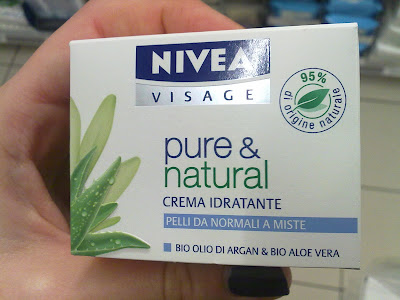 NIVEA
VISAGE
95%
di origine naturale
pure &
natural
CREMA IDRATANTE
PELLI DA NORMALI A MISTE
BIO OLIO DI ARGAN & BIO ALOE VERA